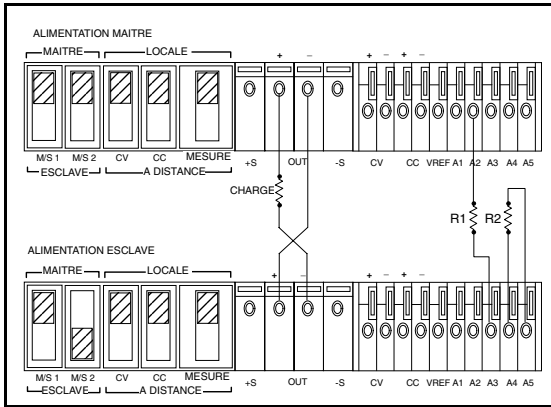 ALIMENTATION MAITRE
MAITRE LOCALE
+ – + – + –
M/S 1 M/S 2 CV CC MESURE +S OUT -S CV CC VREF A1 A2 A3 A4 A5
ESCLAVE A DISTANCE
CHARGE R1 R2
ALIMENTATION ESCLAVE
MAITRE LOCALE
+ – + – + –
M/S 1 M/S 2 CV CC MESURE +S OUT -S CV CC VREF A1 A2 A3 A4 A5
ESCLAVE A DISTANCE